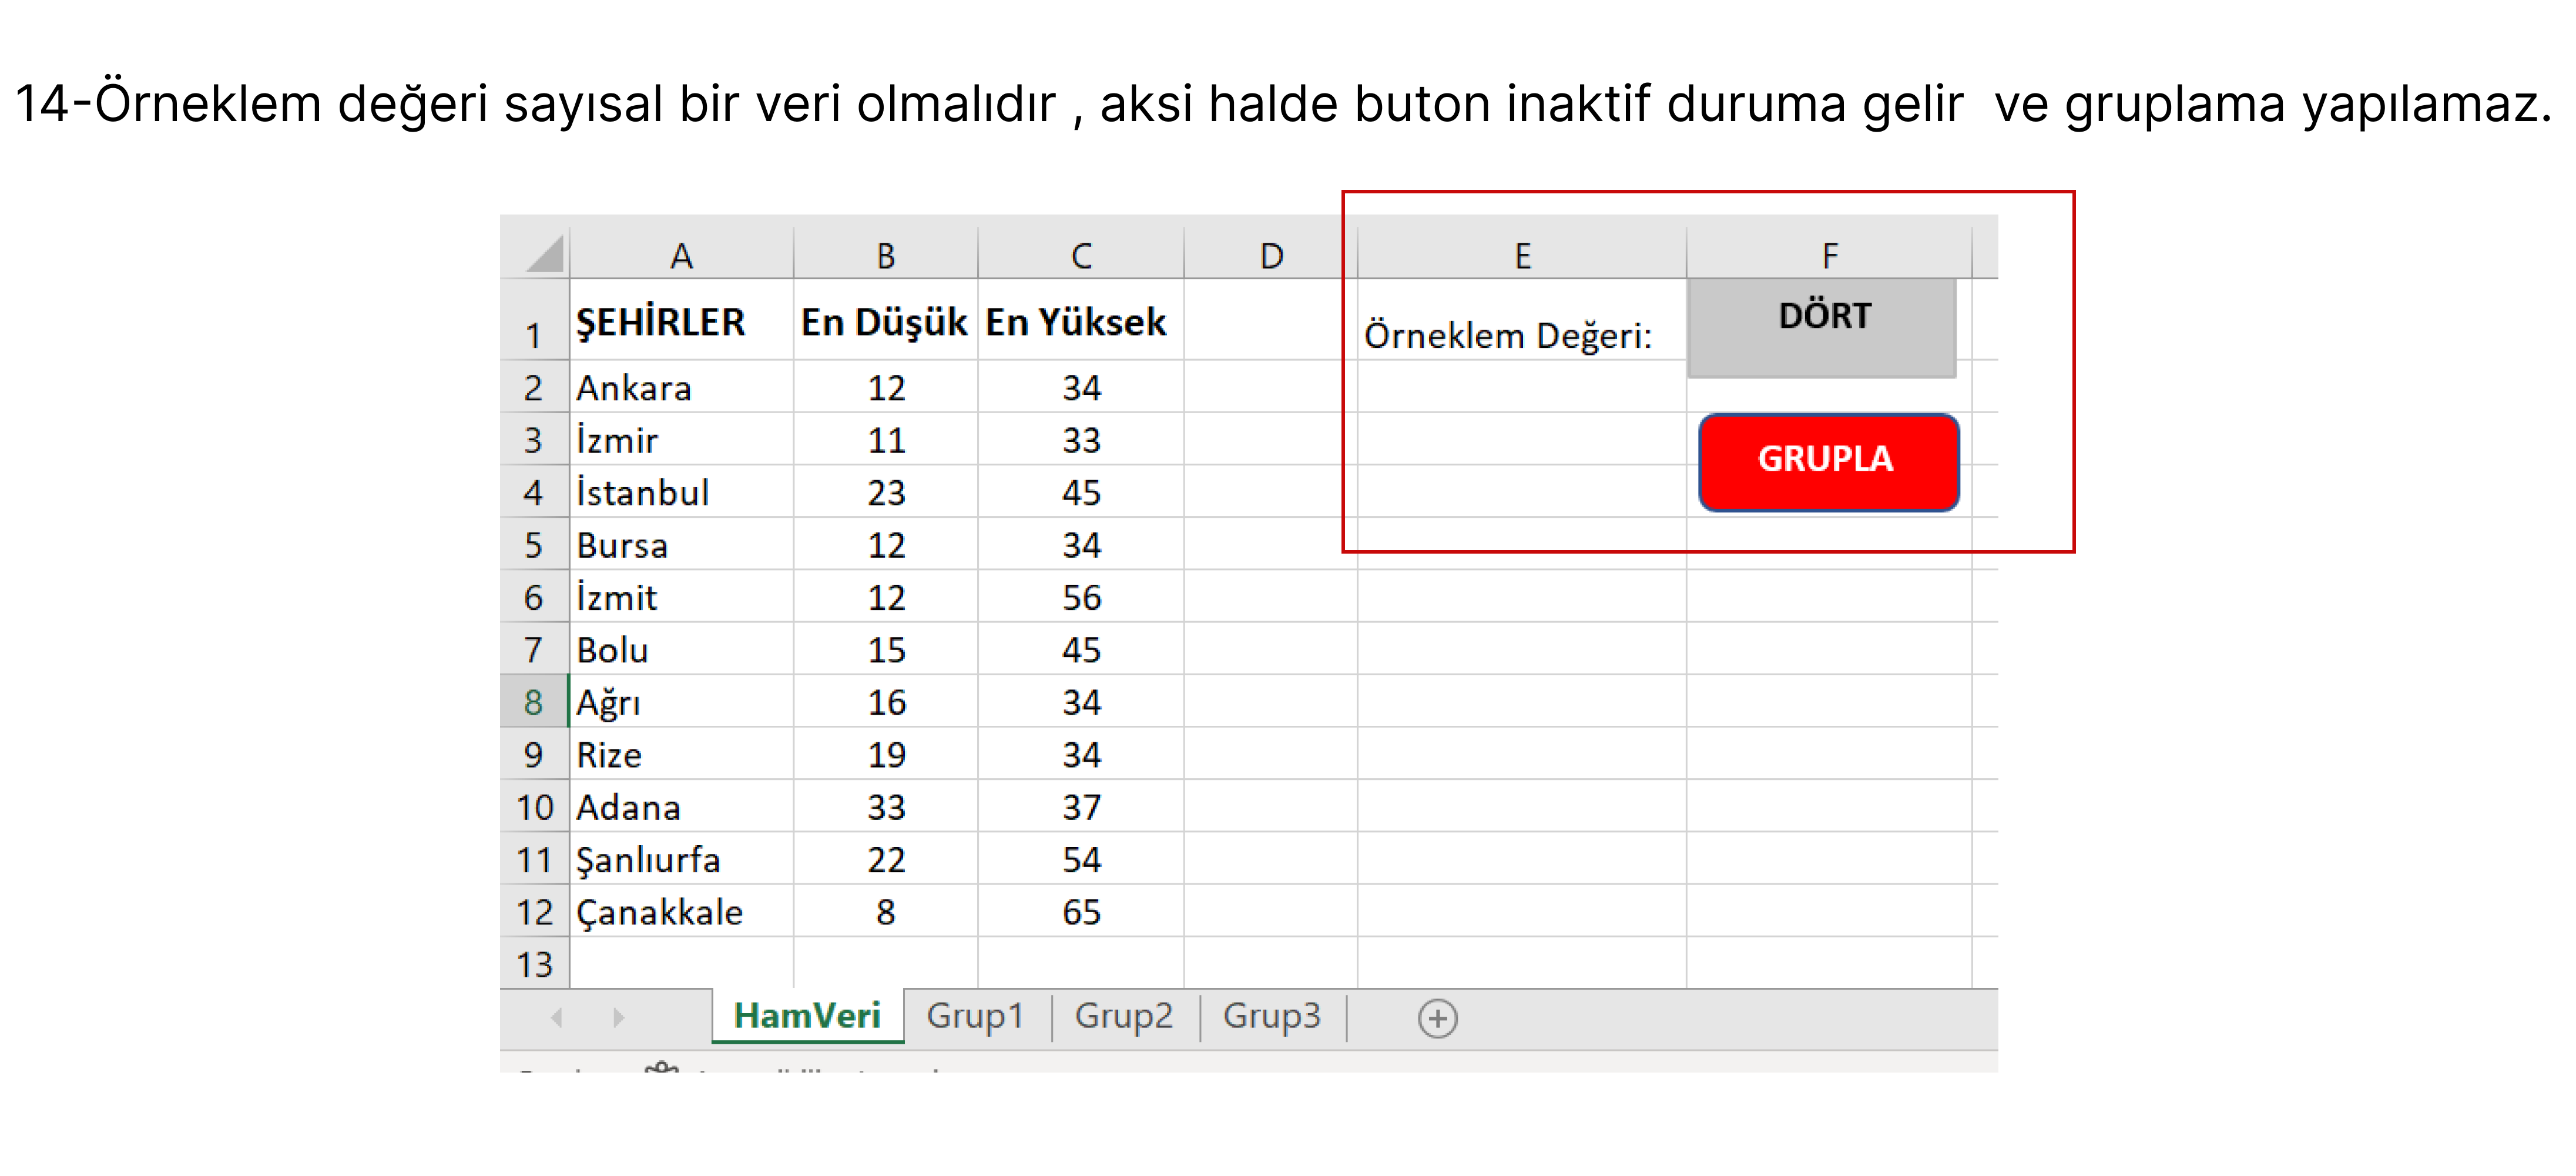 14-Örneklem değeri sayısal bir veri olmalıdır , aksi halde buton inaktif duruma gelir ve gruplama yapılamaz.
A B C D E F
1 ŞEHİRLER En Düşük En Yüksek Örneklem Değeri: DÖRT
2 Ankara 12 34
3 İzmir 11 33
GRUPLA
4 İstanbul 23 45
5 Bursa 12 34
6 İzmit 12 56
7 Bolu 15 45
8 Ağrı 16 34
9 Rize 19 34
10 Adana 33 37
11 Şanlıurfa 22 54
12 Çanakkale 8 65
13
HamVeri Grup1 Grup2 Grup3